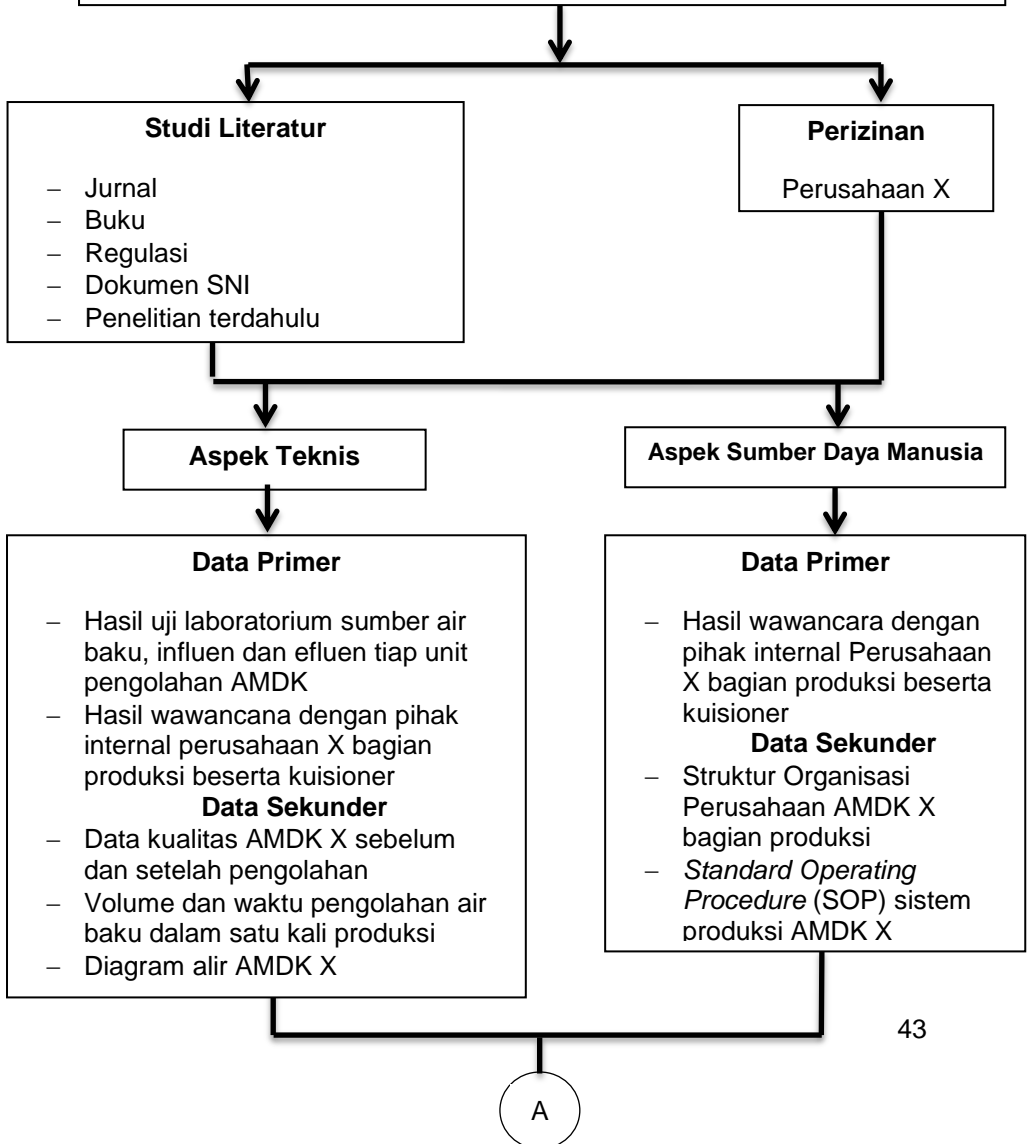 Studi Literatur
– Jurnal
– Buku
– Regulasi
– Dokumen SNI
– Penelitian terdahulu
Perizinan
Perusahaan X
Aspek Teknis
Aspek Sumber Daya Manusia
Data Primer
– Hasil uji laboratorium sumber air
baku, influen dan efluen tiap unit
pengolahan AMDK
– Hasil wawancana dengan pihak
internal perusahaan X bagian
produksi beserta kuisioner
Data Sekunder
– Data kualitas AMDK X sebelum
dan setelah pengolahan
– Volume dan waktu pengolahan air
baku dalam satu kali produksi
– Diagram alir AMDK X
Data Primer
– Hasil wawancara dengan
pihak internal Perusahaan
X bagian produksi beserta
kuisioner
Data Sekunder
– Struktur Organisasi
Perusahaan AMDK X
bagian produksi
– Standard Operating
Procedure (SOP) sistem
produksi AMDK X
43
A